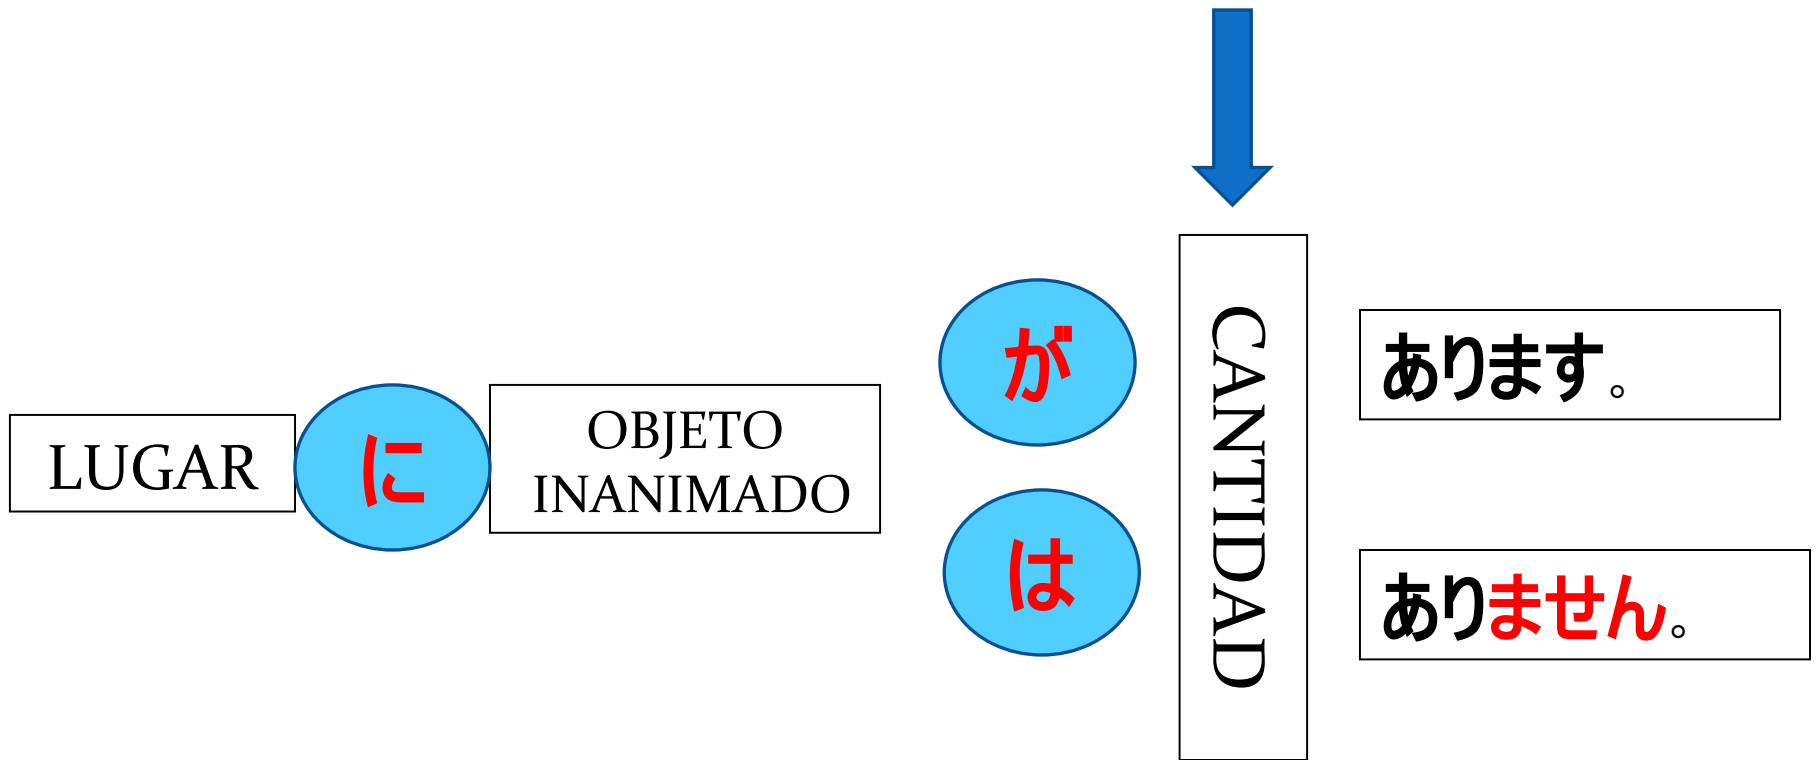 LUGAR
に
OBJETO
INANIMADO
が
は
CANTIDAD
あります。
ありません。